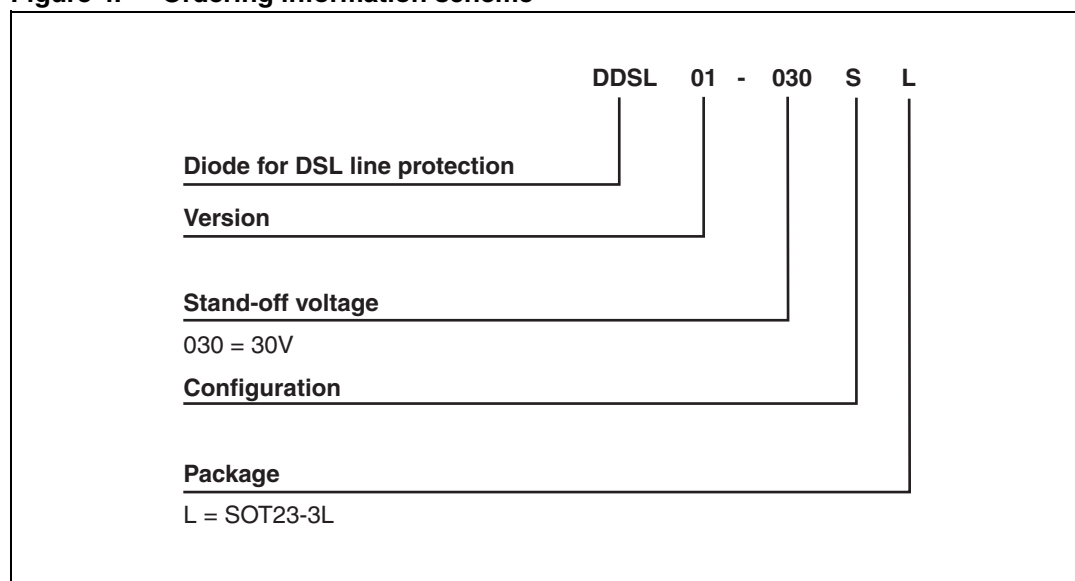 DDSL 01 - 030 S L
Diode for DSL line protection
Version
Stand-off voltage
030 = 30V
Configuration
Package
L = SOT23-3L